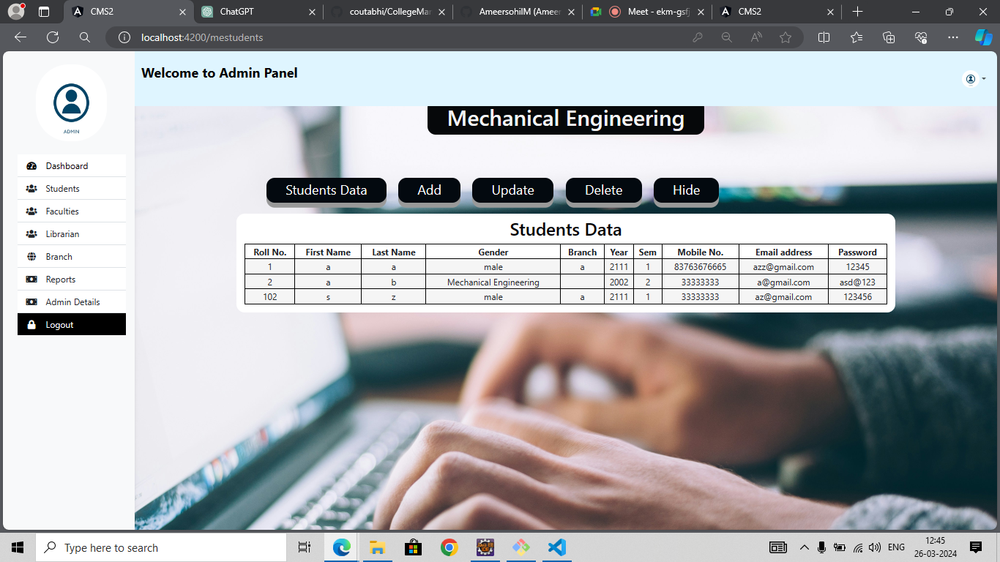 CMS2
ChatGPT
coutabhi/CollegeMar
AmeersohilM (Ameer
Meet - ekm-gsfj
CMS2
localhost:4200/mestudents
Welcome to Admin Panel
ADMIN
Mechanical Engineering
Dashboard
Students
Faculties
Librarian
Branch
Reports
Admin Details
Logout
Students Data Add Update Delete Hide
Students Data
Roll No. First Name Last Name Gender Branch Year Sem Mobile No. Email address Password
1 a a male a 2111 1 83763676665 azz@gmail.com 12345
2 a b Mechanical Engineering 2002 2 33333333 a@gmail.com asd@123
102 s z male a 2111 1 33333333 az@gmail.com 123456
Type here to search
ENG
12:45
26-03-2024